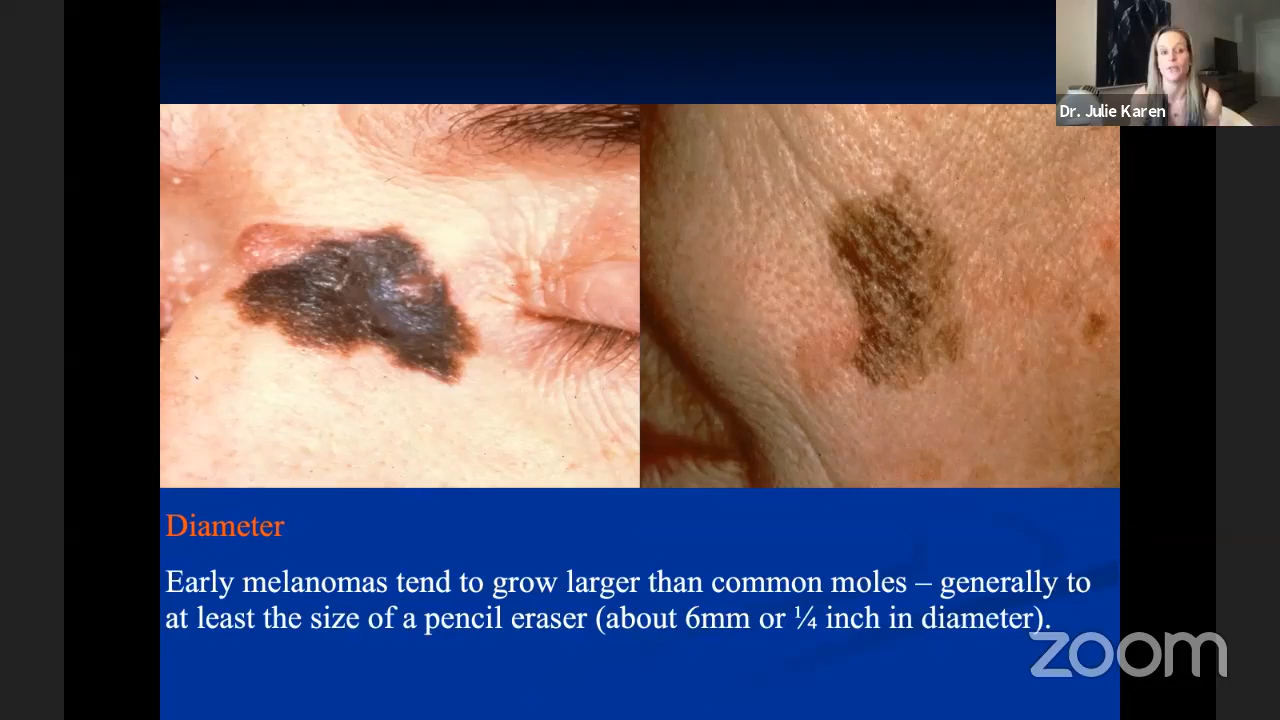 Dr. Julie Karen
Diameter
Early melanomas tend to grow larger than common moles – generally to
at least the size of a pencil eraser (about 6mm or ¼ inch in diameter).
zoom